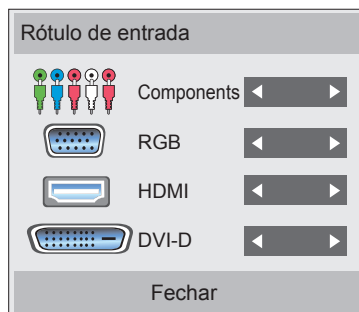 Rótulo de entrada
Components
RGB
HDMI
DVI-D
Fechar